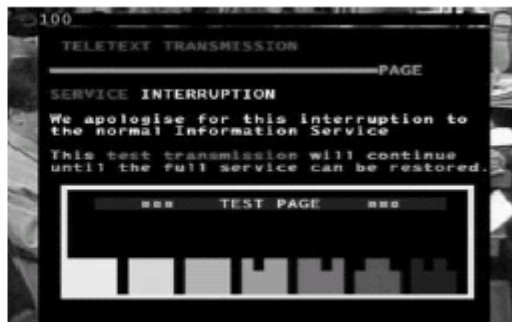 100
TELETEXT TRANSMISSION
PAGE
SERVICE INTERRUPTION
We apologise for this interruption to
the normal Information Service
This test transmission will continue
until the full service can be restored.
TEST PAGE